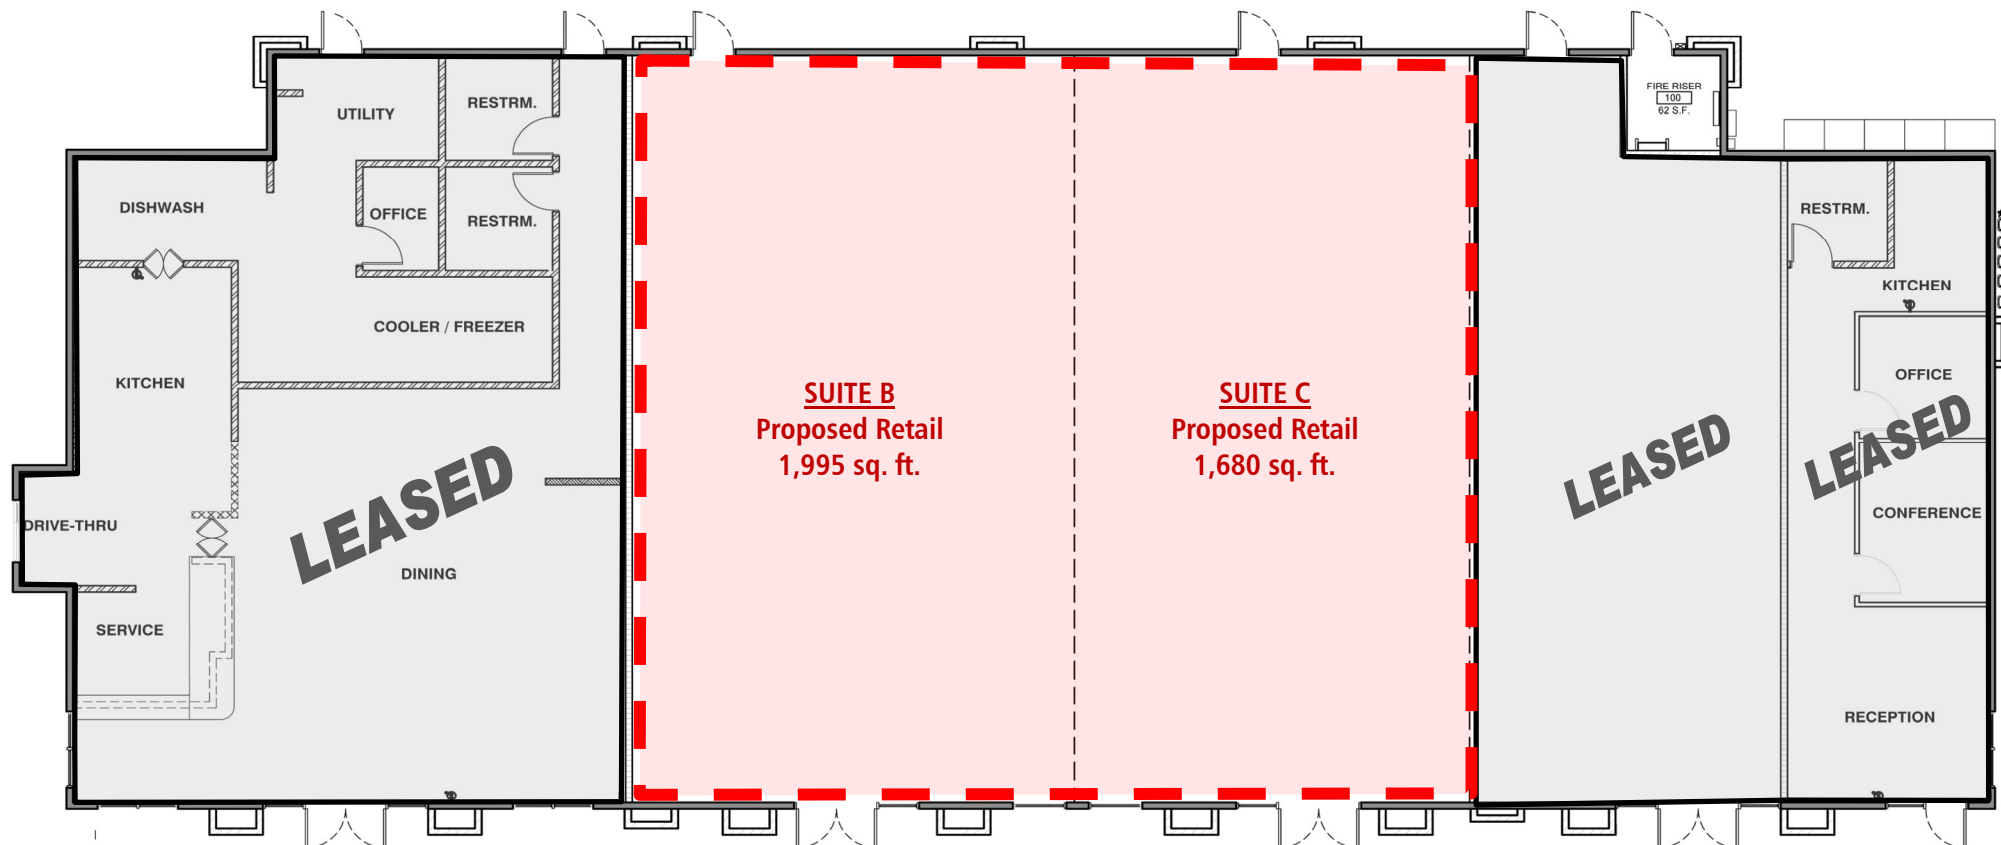 UTILITY
RESTRM.
DISHWASH
OFFICE
RESTRM.
COOLER / FREEZER
KITCHEN
LEASED
DRIVE-THRU
DINING
SERVICE
SUITE B
Proposed Retail
1,995 sq. ft.
SUITE C
Proposed Retail
1,680 sq. ft.
LEASED
FIRE RISER
100
62 S.F.
RESTRM.
KITCHEN
OFFICE
LEASED
CONFERENCE
RECEPTION